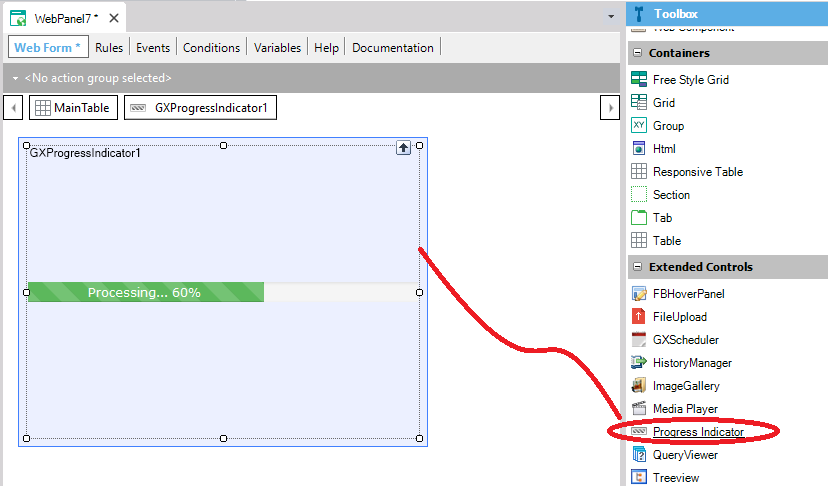 WebPanel7 *
Web Form * Rules Events Conditions Variables Help Documentation
<No action group selected>
MainTable GXProgressIndicator1
GXProgressIndicator1
Processing... 60%
Toolbox
Web Component
Containers
Free Style Grid
Grid
Group
Html
Responsive Table
Section
Tab
Table
Extended Controls
FBHoverPanel
FileUpload
GXScheduler
HistoryManager
ImageGallery
Media Player
Progress Indicator
QueryViewer
Treeview